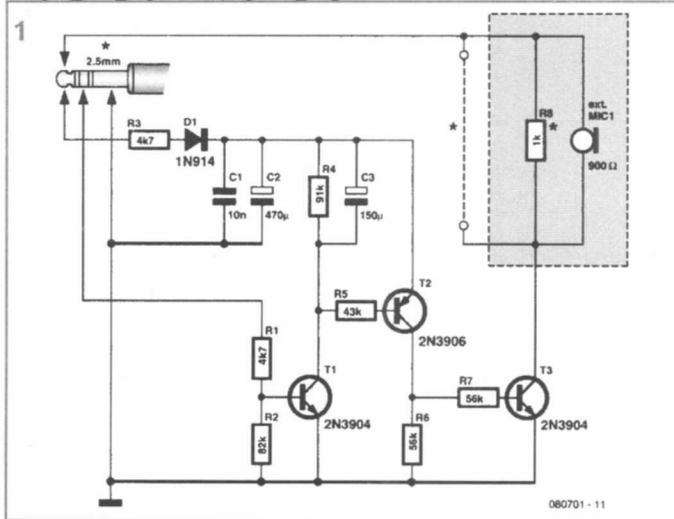 1
*
2.5mm
R3
4k7
D1
1N914
C1
10n
C2
470µ
R4
91k
C3
150µ
*
R8
1k
*
ext.
MIC1
900 Ω
R5
43k
T2
2N3906
R1
4k7
T1
2N3904
R2
82k
R6
56k
R7
56k
T3
2N3904
080701 - 11